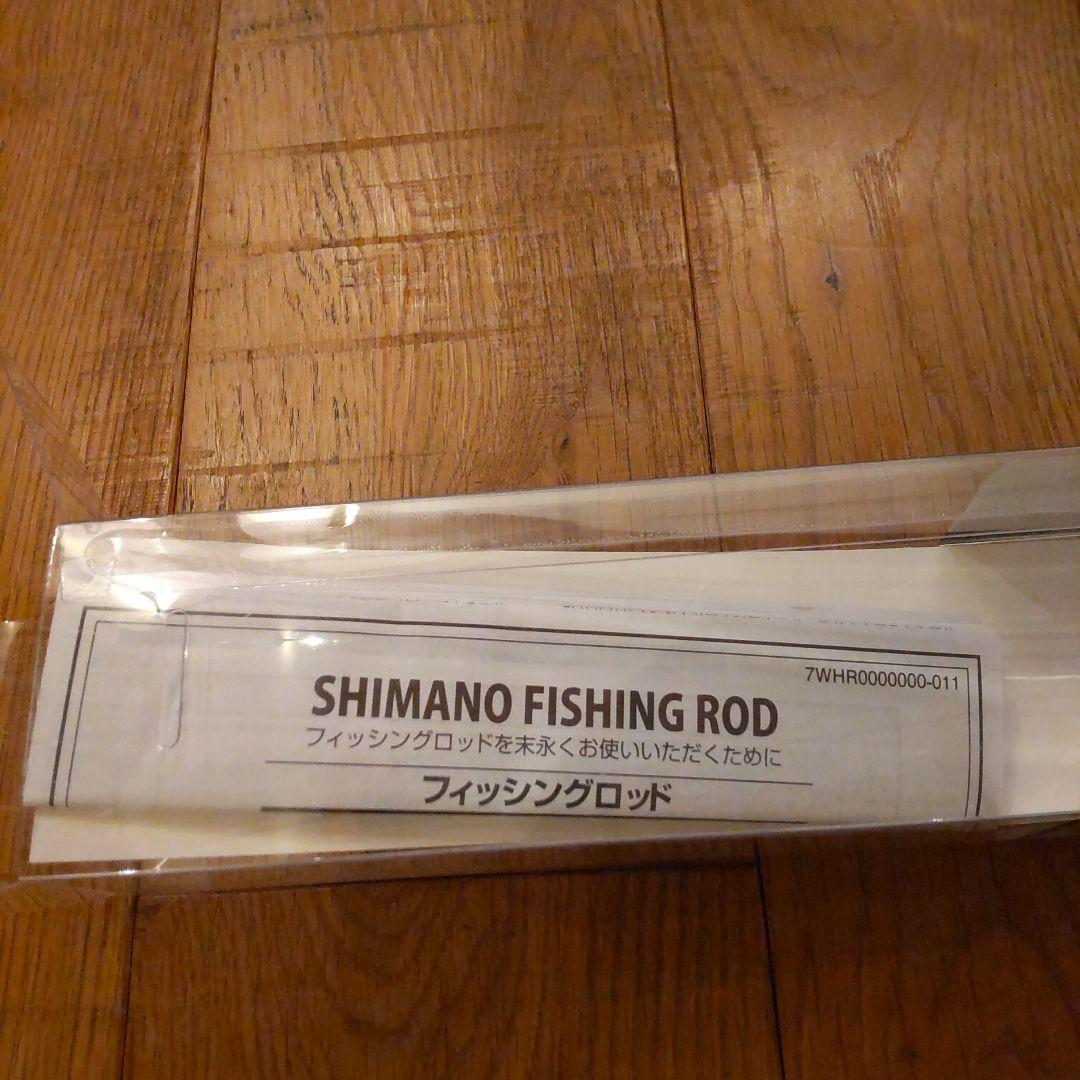 7WHR0000000-011
SHIMANO FISHING ROD
フィッシングロッドを末永くお使いいただくために
フィッシングロッド